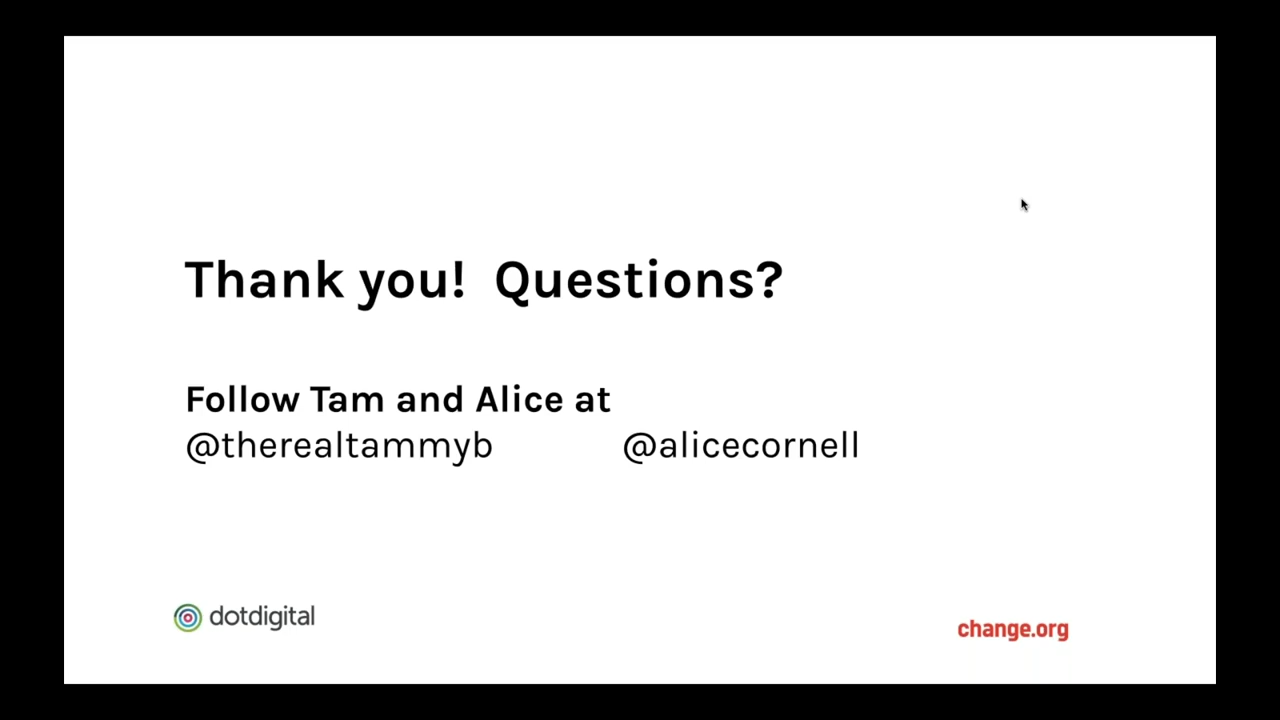 Thank you!  Questions?
Follow Tam and Alice at
@therealtammyb @alicecornell
dotdigital
change.org